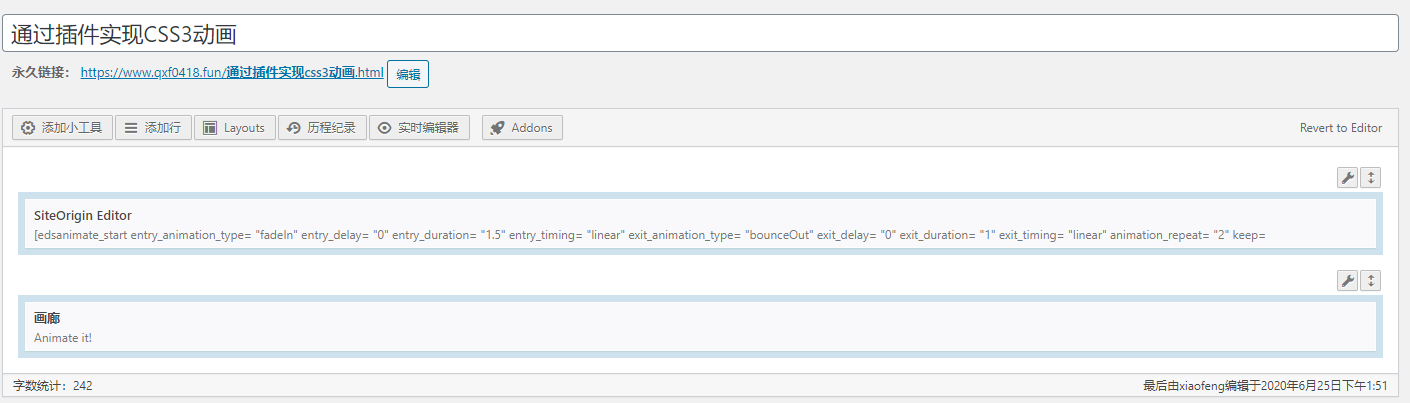 通过插件实现CSS3动画
永久链接： https://www.qxf0418.fun/通过插件实现css3动画.html 编辑
添加小工具 添加行 Layouts 历程纪录 实时编辑器 Addons Revert to Editor
SiteOrigin Editor
[edsanimate_start entry_animation_type= "fadeIn" entry_delay= "0" entry_duration= "1.5" entry_timing= "linear" exit_animation_type= "bounceOut" exit_delay= "0" exit_duration= "1" exit_timing= "linear" animation_repeat= "2" keep=
画廊
Animate it!
字数统计：242 最后由xiaofeng编辑于2020年6月25日下午1:51